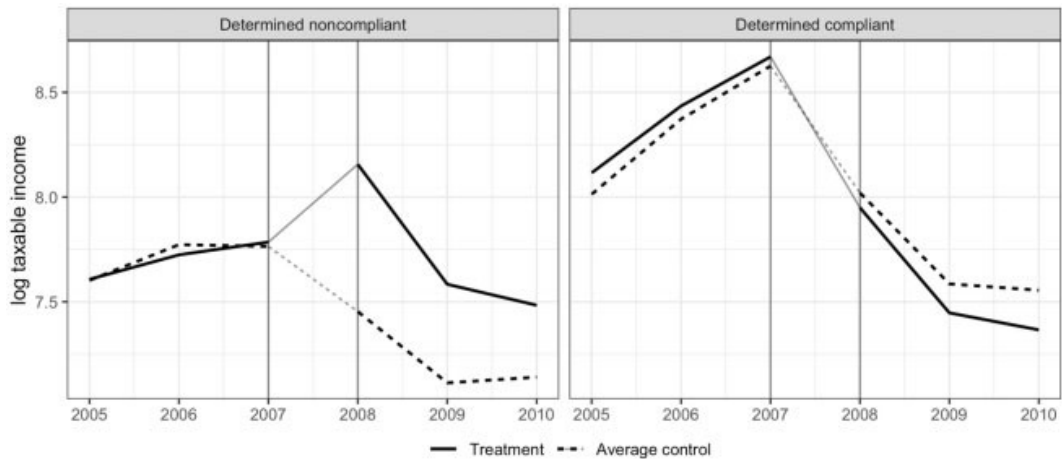 Determined noncompliant
Determined compliant
log taxable income
8.5
8.0
7.5
2005 2006 2007 2008 2009 2010
2005 2006 2007 2008 2009 2010
Treatment Average control